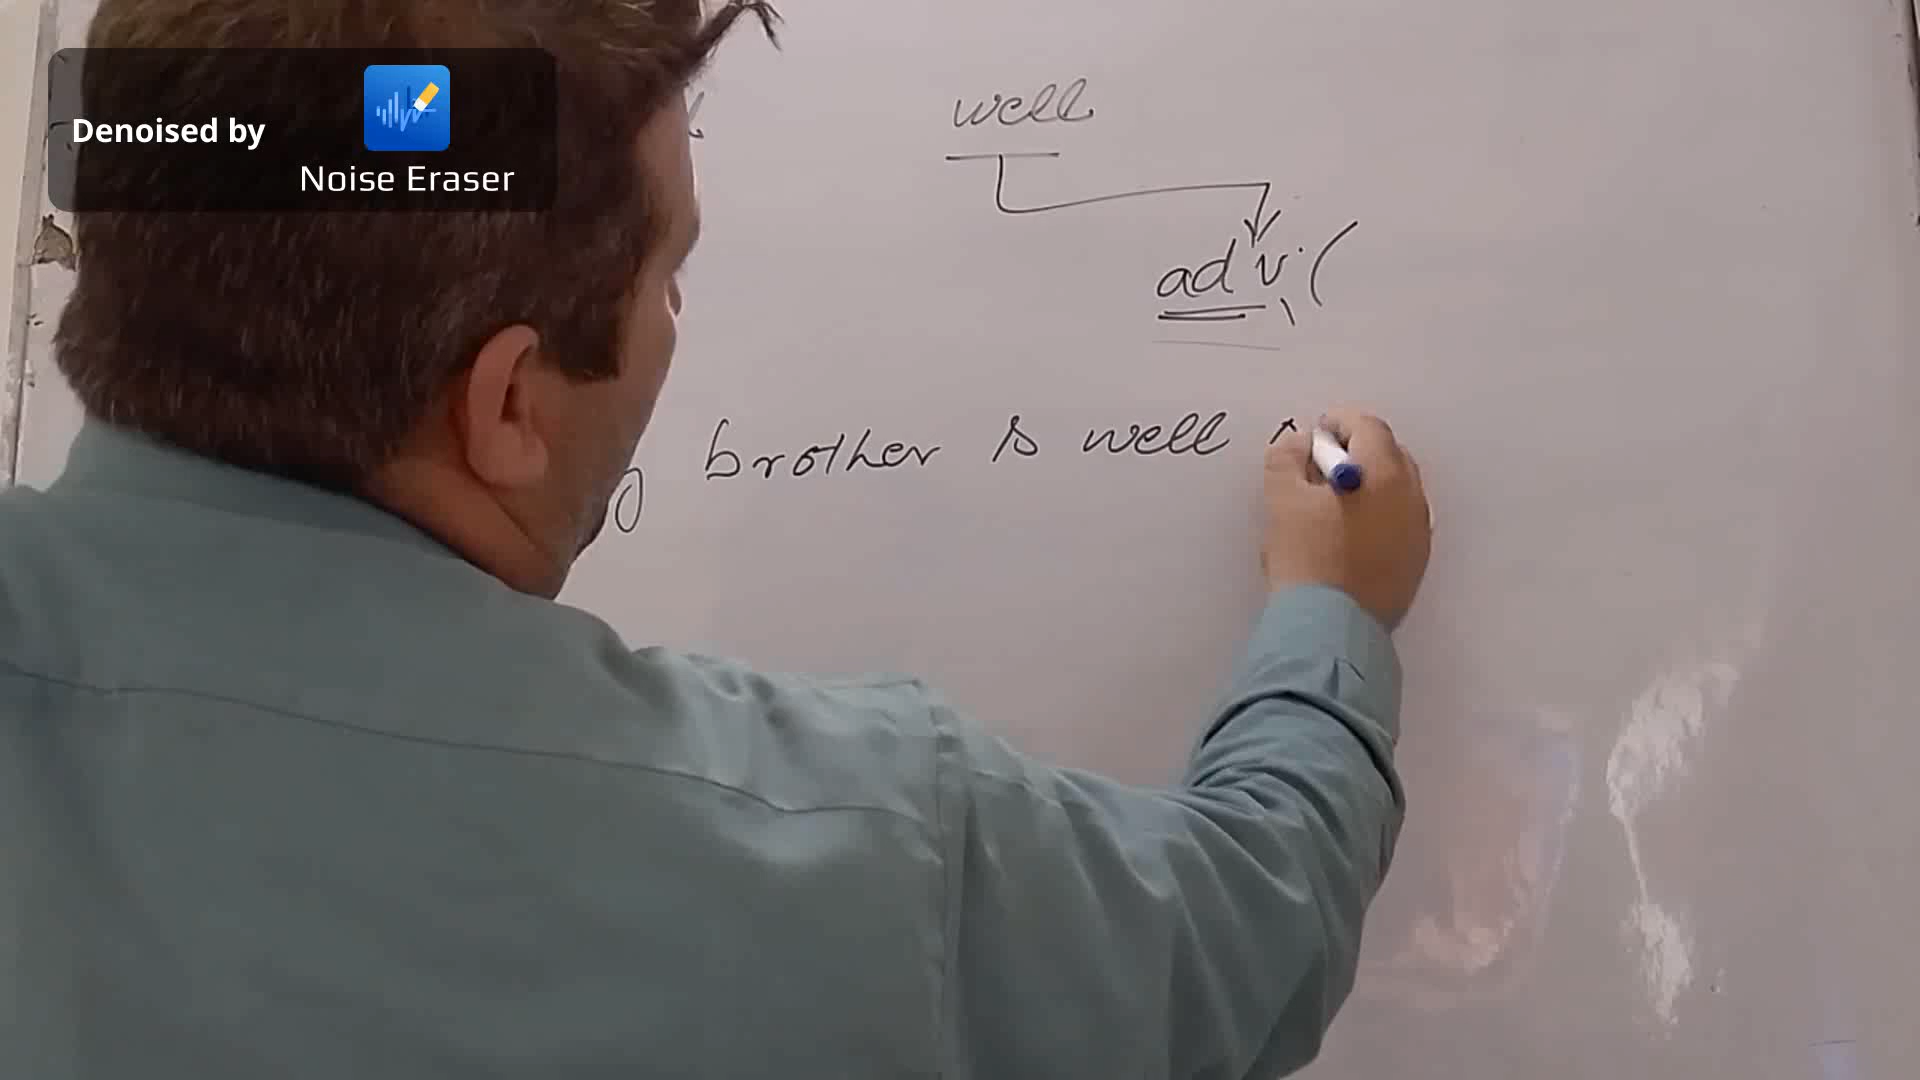 Denoised by
Noise Eraser
well
adv. (
brother is well